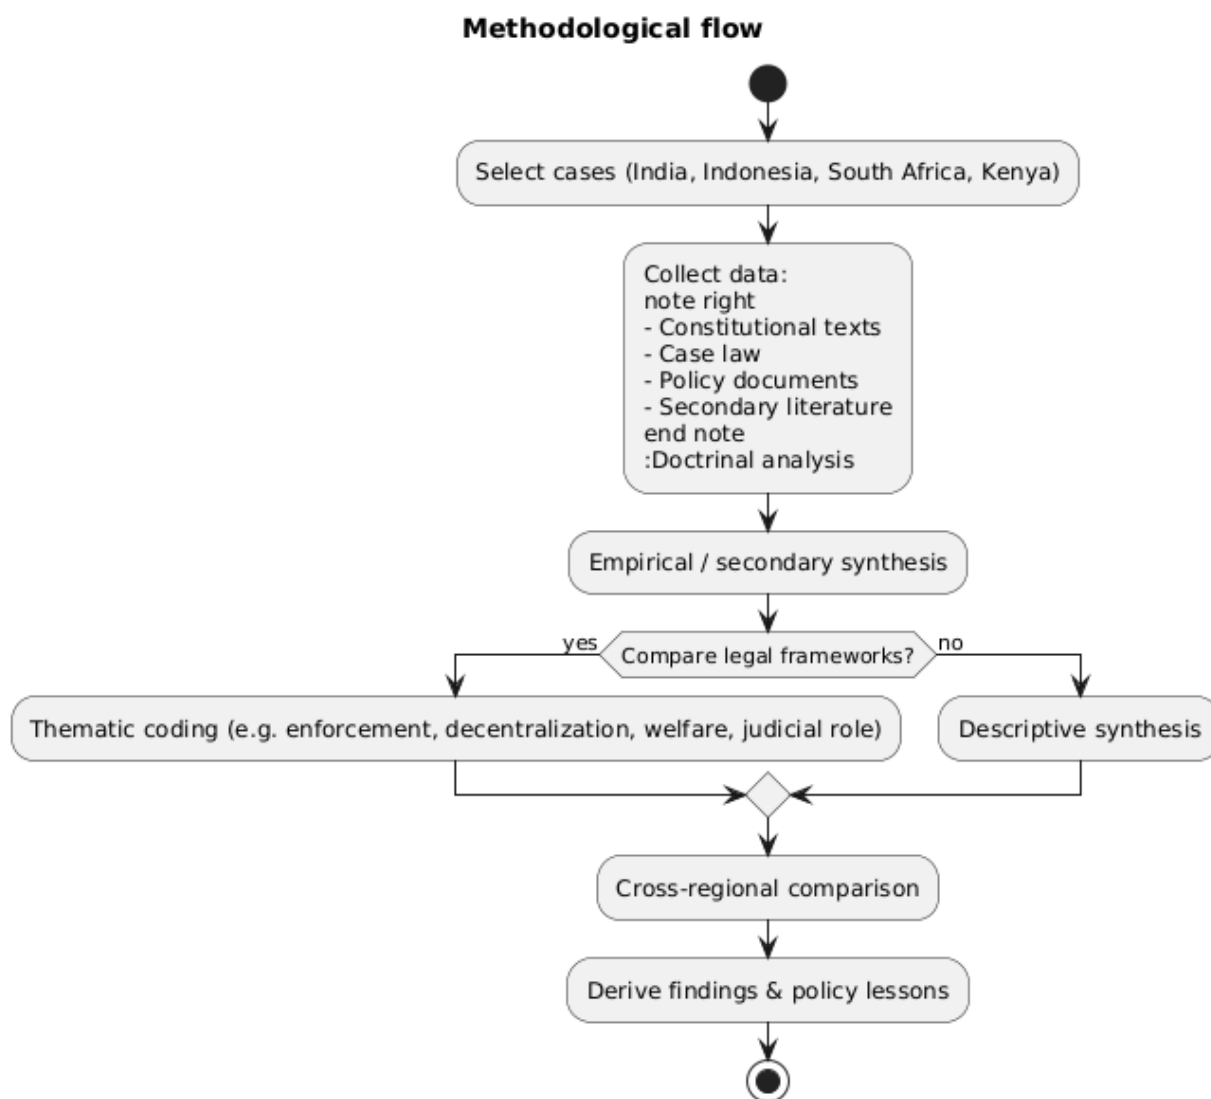 Methodological flow
Select cases (India, Indonesia, South Africa, Kenya)
Collect data:
note right
- Constitutional texts
- Case law
- Policy documents
- Secondary literature
end note
:Doctrinal analysis
Empirical / secondary synthesis
yes
Compare legal frameworks?
no
Thematic coding (e.g. enforcement, decentralization, welfare, judicial role)
Descriptive synthesis
Cross-regional comparison
Derive findings & policy lessons